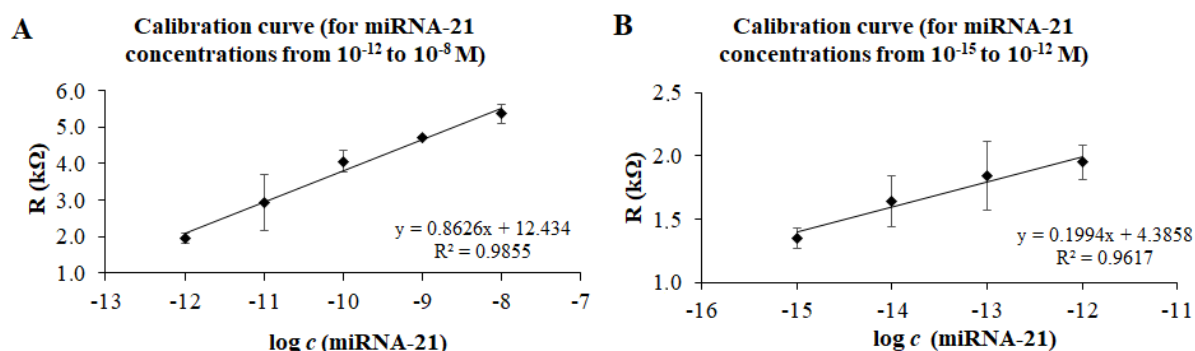 A
Calibration curve (for miRNA-21
concentrations from 10⁻¹² to 10⁻⁸ M)
6.0
5.0
4.0
3.0
2.0
1.0
R (kΩ)
y = 0.8626x + 12.434
R² = 0.9855
-13 -12 -11 -10 -9 -8 -7
log c (miRNA-21)
B
Calibration curve (for miRNA-21
concentrations from 10⁻¹⁵ to 10⁻¹² M)
2.5
2.0
1.5
1.0
R (kΩ)
y = 0.1994x + 4.3858
R² = 0.9617
-16 -15 -14 -13 -12 -11
log c (miRNA-21)